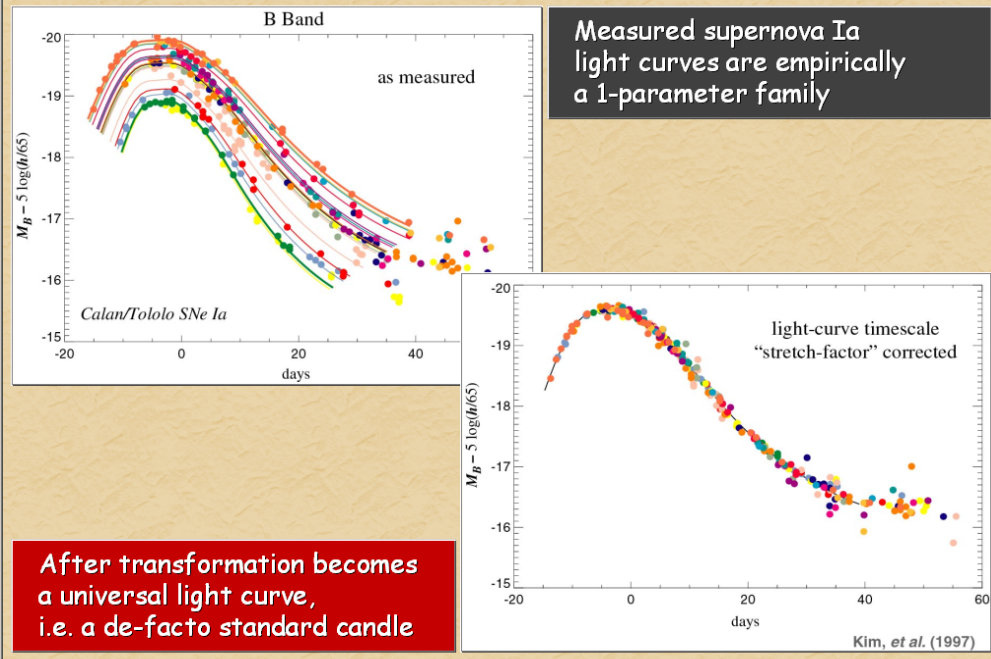 B Band
-20
-19
-18
-17
-16
-15
as measured
M_B – 5 log(h/65)
Calan/Tololo SNe Ia
-20 0 20 40
days
Measured supernova Ia
light curves are empirically
a 1-parameter family
-20
-19
-18
-17
-16
-15
light-curve timescale
“stretch-factor” corrected
M_B – 5 log(h/65)
-20 0 20 40 60
days
Kim, et al. (1997)
After transformation becomes
a universal light curve,
i.e. a de-facto standard candle